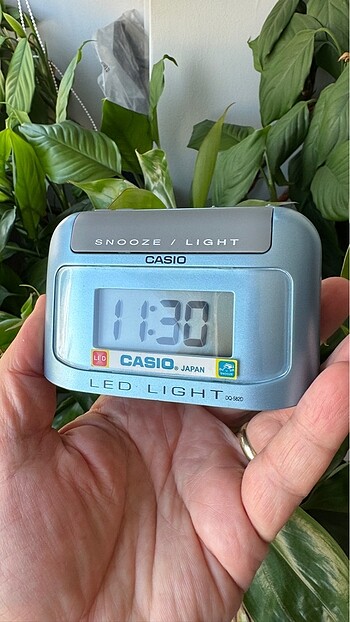 SNOOZE / LIGHT
CASIO
11:30
LED CASIO® JAPAN
LED LIGHT DQ-582D